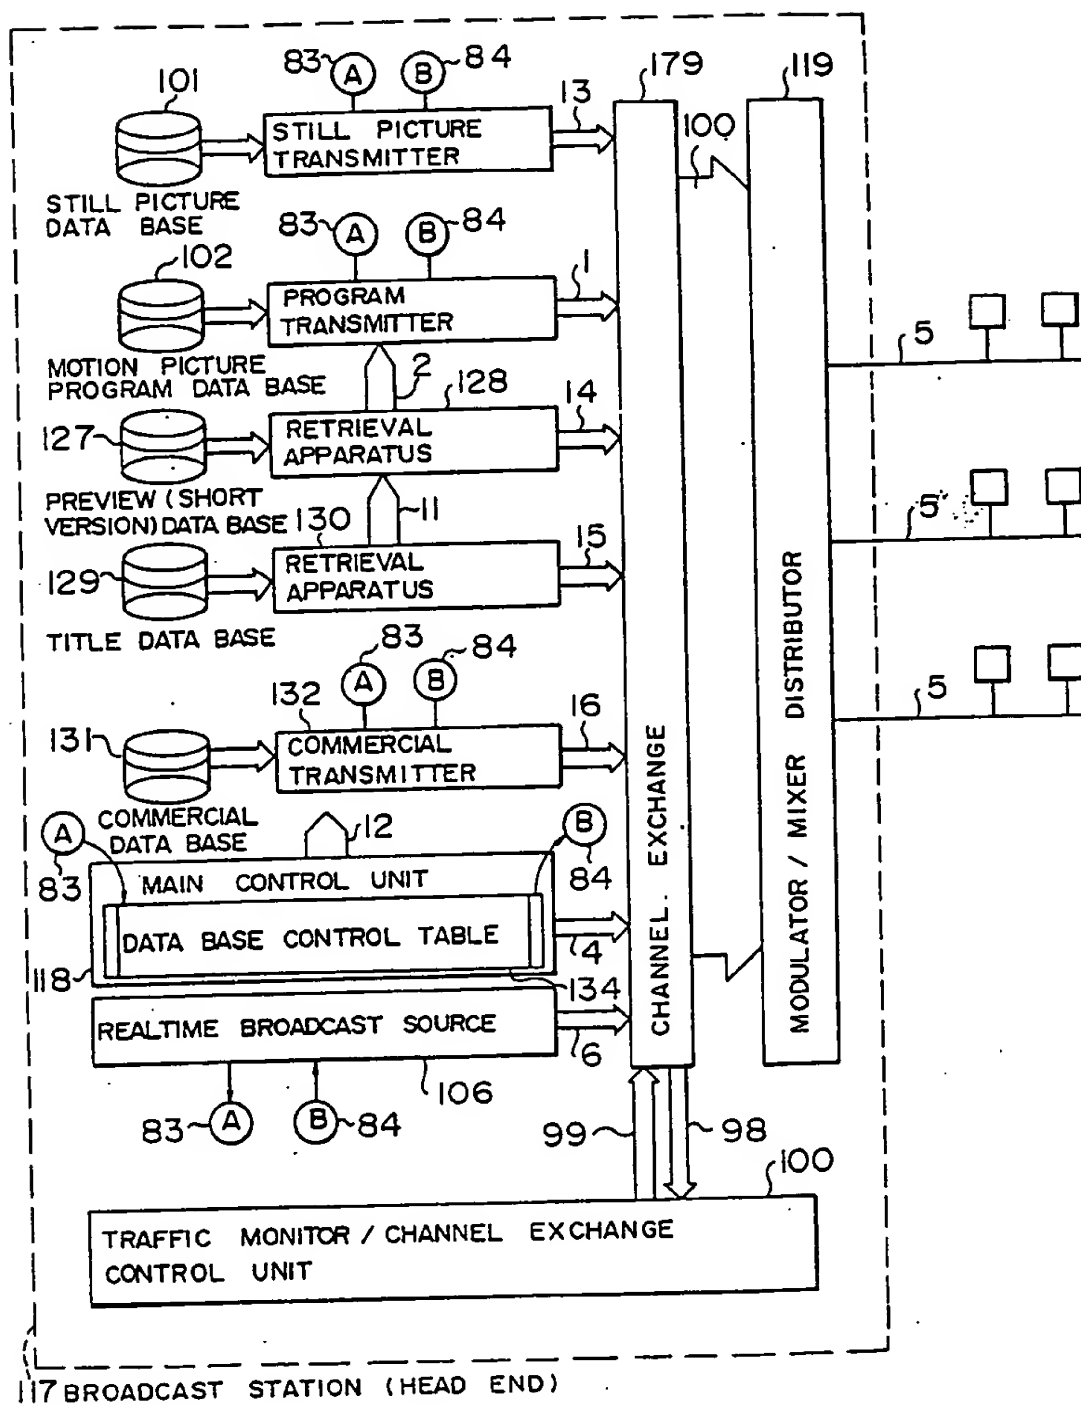 83 A B 84
179
119
101
13
100
STILL PICTURE
TRANSMITTER
STILL PICTURE
DATA BASE
83 A B 84
102
1
PROGRAM
TRANSMITTER
5
MOTION PICTURE
PROGRAM DATA BASE
2
128
14
127
RETRIEVAL
APPARATUS
PREVIEW (SHORT
VERSION) DATA BASE
130
11
15
5
129
RETRIEVAL
APPARATUS
TITLE DATA BASE
83
84
A B
132
16
5
131
COMMERCIAL
TRANSMITTER
COMMERCIAL
DATA BASE
A
83
12
B
84
MAIN CONTROL UNIT
DATA BASE CONTROL TABLE
4
118
134
REALTIME BROADCAST SOURCE
6
106
83 A B 84
CHANNEL. EXCHANGE
MODULATOR / MIXER DISTRIBUTOR
99
98
100
TRAFFIC MONITOR / CHANNEL EXCHANGE
CONTROL UNIT
117 BROADCAST STATION (HEAD END)